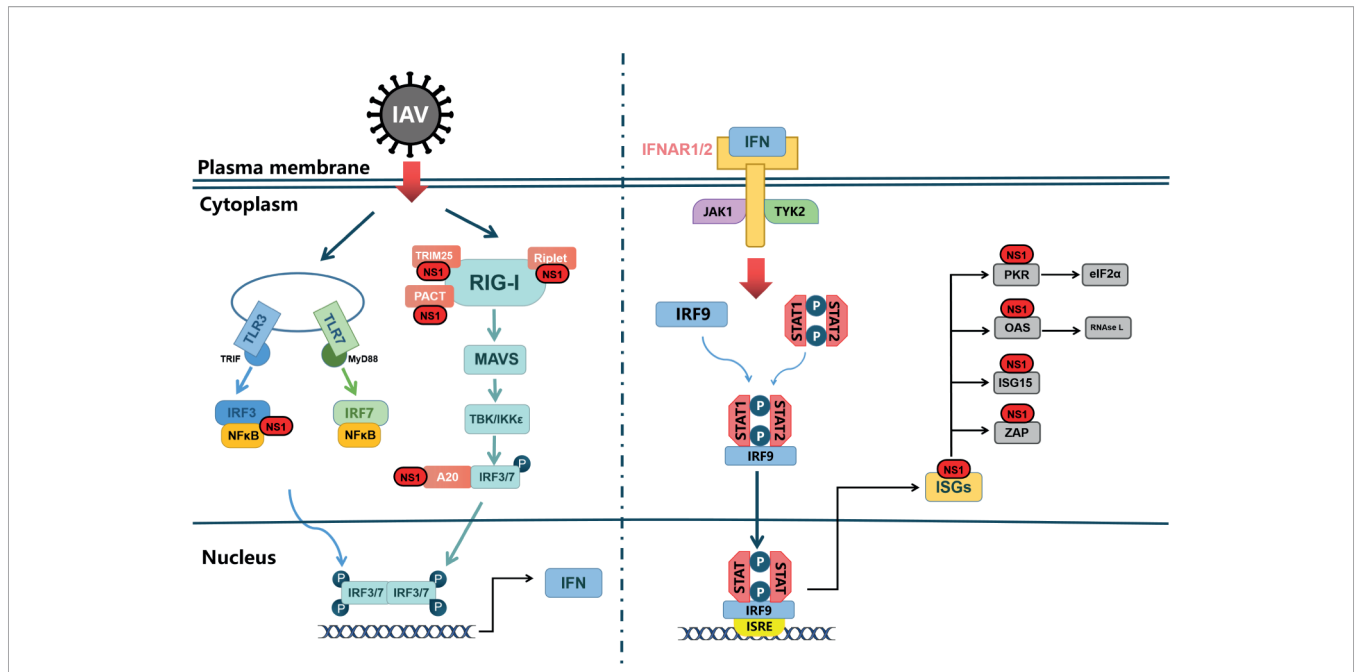 IAV
Plasma membrane
Cytoplasm
TRIM25
NS1
Riplet
NS1
RIG-I
PACT
NS1
TLR3
TLR7
TRIF
MyD88
MAVS
IRF3
NFκB
NS1
IRF7
NFκB
TBK/IKKε
P
NS1
A20
IRF3/7
Nucleus
P
P
IRF3/7
IRF3/7
P
P
IFN
IFNAR1/2
IFN
JAK1
TYK2
IRF9
STAT1
P
P
STAT2
STAT1
P
P
STAT2
IRF9
STAT
P
P
STAT
IRF9
ISRE
NS1
PKR
eIF2α
NS1
OAS
RNAse L
NS1
ISG15
NS1
ZAP
NS1
ISGs